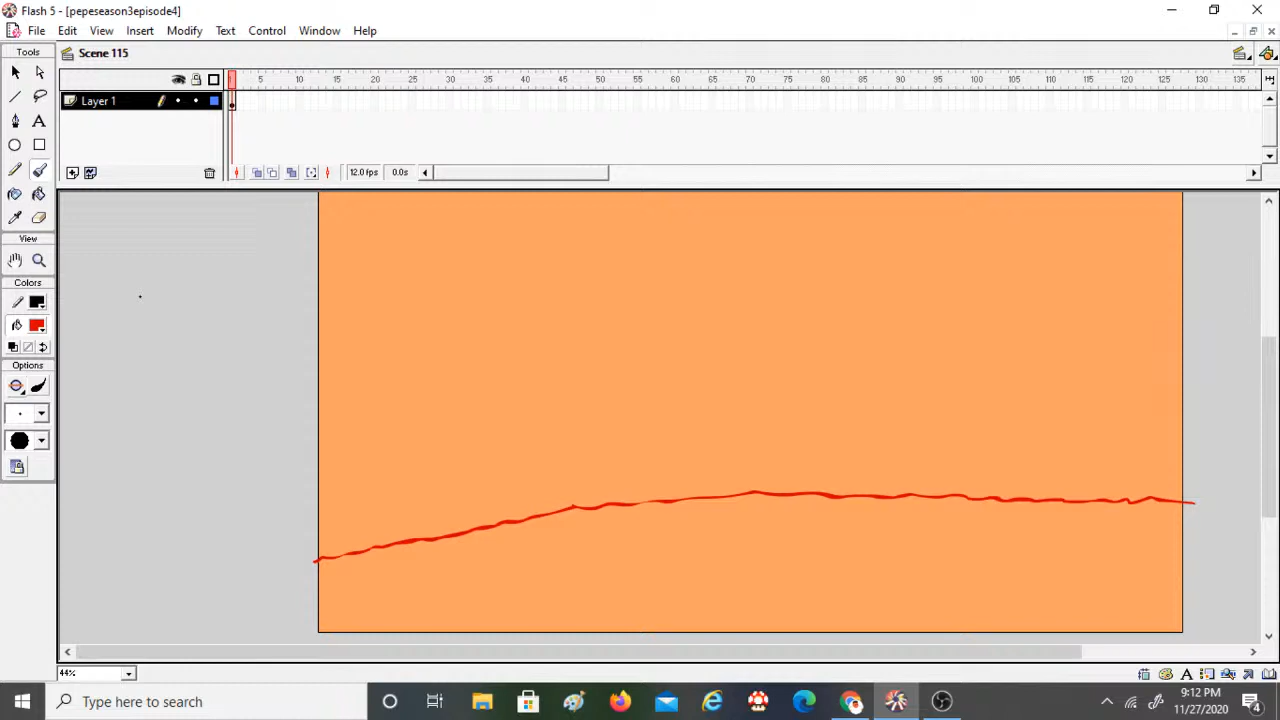 Flash 5 - [pepeseason3episode4]
File Edit View Insert Modify Text Control Window Help
Tools
Scene 115
1 5 10 15 20 25 30 35 40 45 50 55 60 65 70 75 80 85 90 95 100 105 110 115 120 125 130 135
Layer 1
12.0 fps 0.0s
View
Colors
Options
44%
Type here to search
9:12 PM
11/27/2020
4